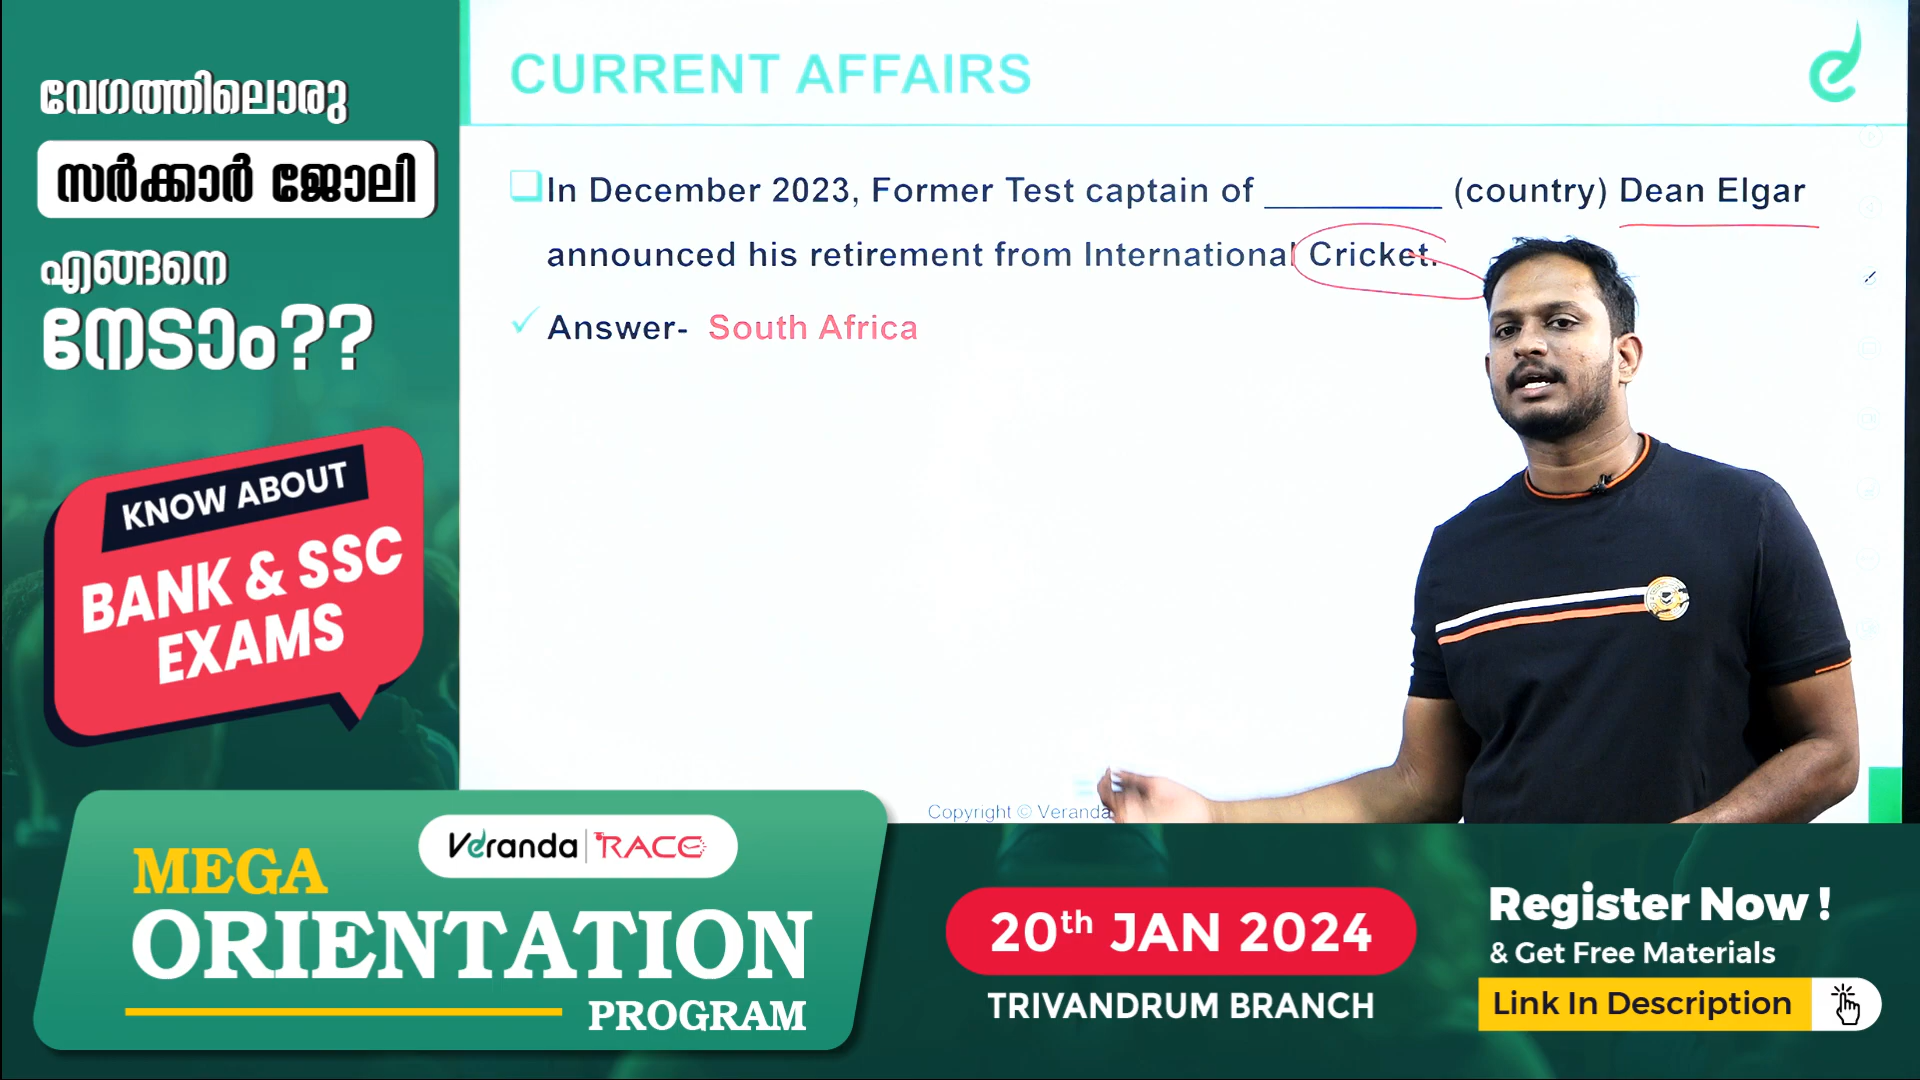 വേഗത്തിലൊരു
സർക്കാർ ജോലി
എങ്ങനെ
നേടാം??
KNOW ABOUT
BANK & SSC
EXAMS
CURRENT AFFAIRS
In December 2023, Former Test captain of __________ (country) Dean Elgar
announced his retirement from International Cricket.
Answer- South Africa
Copyright © Veranda
Veranda RACE
MEGA
ORIENTATION
PROGRAM
20th JAN 2024
TRIVANDRUM BRANCH
Register Now !
& Get Free Materials
Link In Description